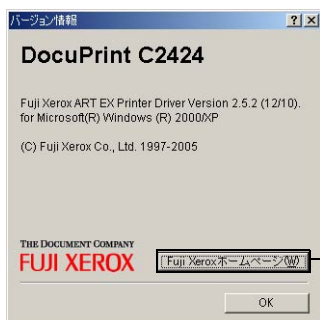 バージョン情報
DocuPrint C2424
Fuji Xerox ART EX Printer Driver Version 2.5.2 (12/10).
for Microsoft(R) Windows (R) 2000/XP
(C) Fuji Xerox Co., Ltd. 1997-2005
THE DOCUMENT COMPANY
FUJI XEROX
Fuji Xeroxホームページ(W)
OK